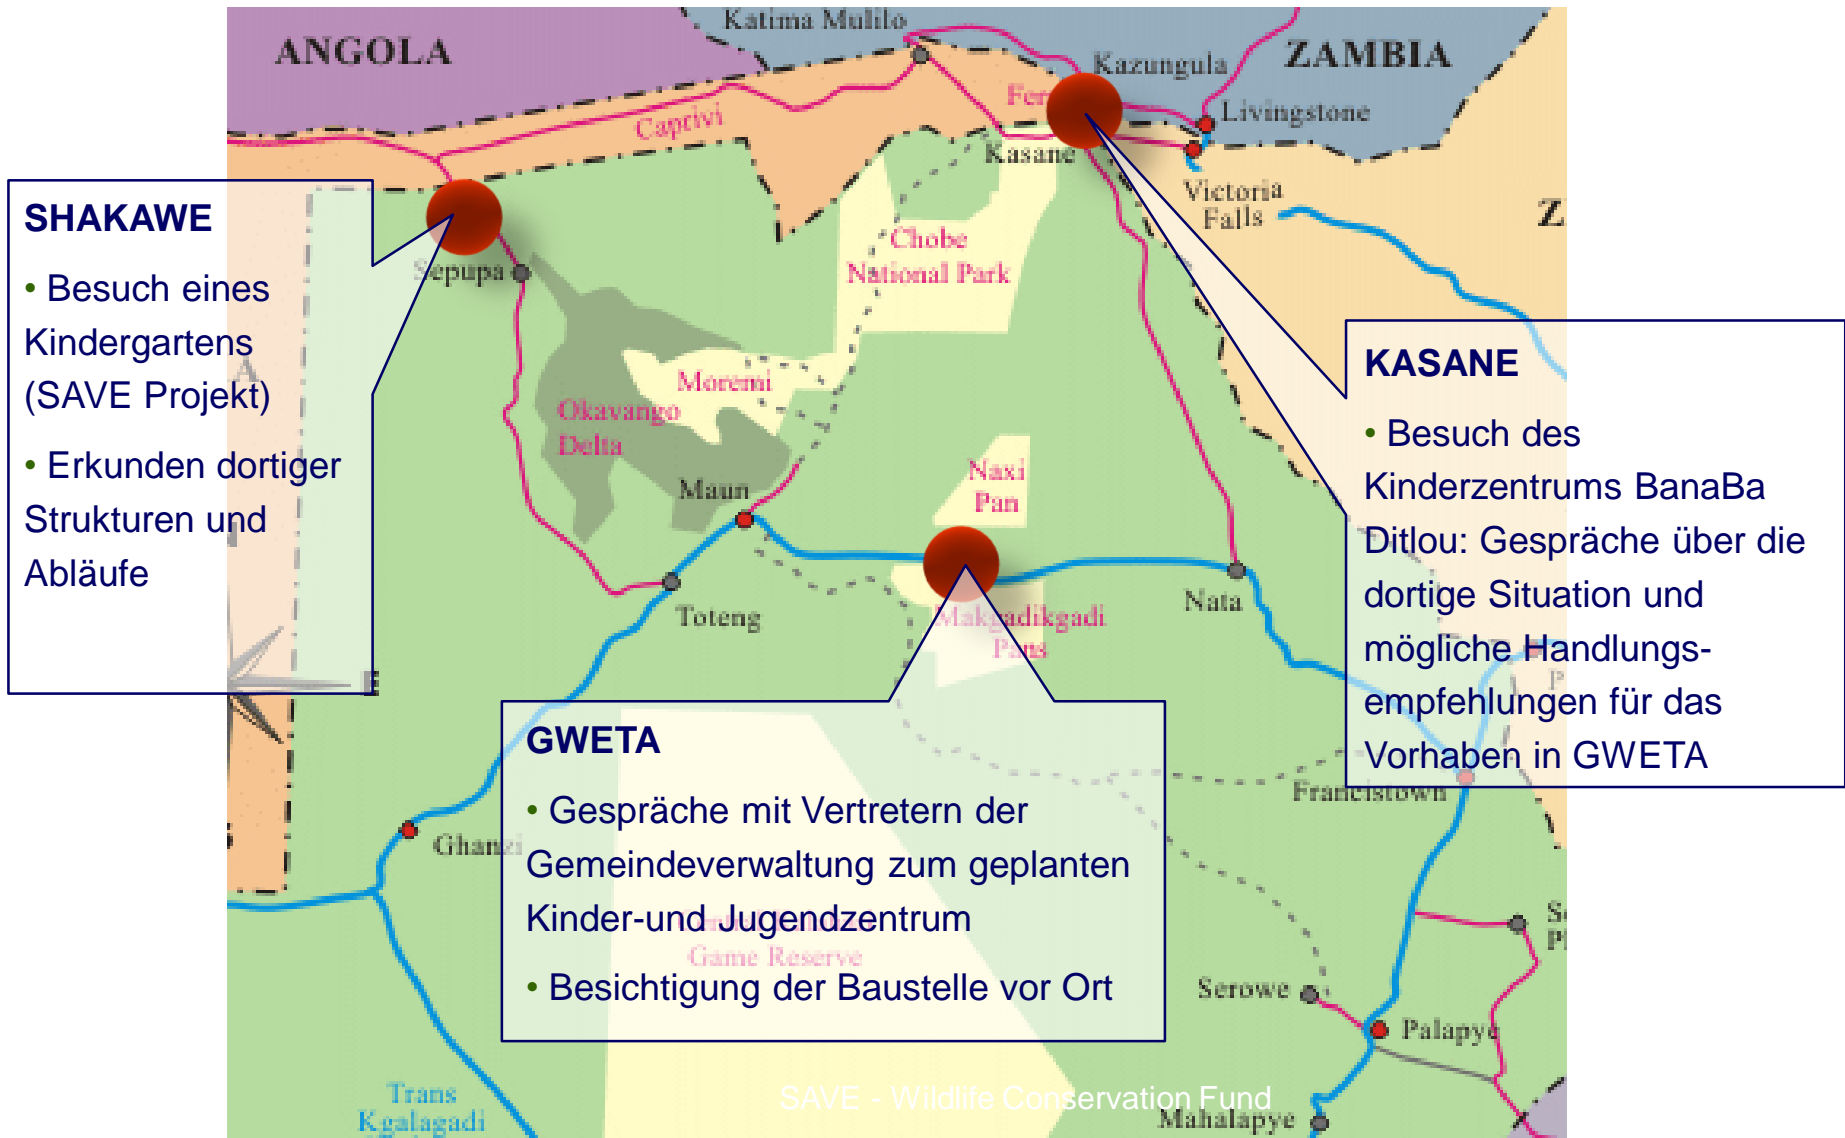 Katima Mulilo
ANGOLA
ZAMBIA
Kazungula
Livingstone
Caprivi
Kasane
Victoria
Falls
Z
SHAKAWE
• Besuch eines
Kindergartens
(SAVE Projekt)
• Erkunden dortiger
Strukturen und
Abläufe
Sepupa
Chobe
National Park
Moremi
Okavango
Delta
Maun
Naxi
Pan
KASANE
• Besuch des
Kinderzentrums BanaBa
Ditlou: Gespräche über die
dortige Situation und
mögliche Handlungs-
empfehlungen für das
Vorhaben in GWETA
Toteng
Makgadikgadi
Pans
Nata
E
GWETA
• Gespräche mit Vertretern der
Gemeindeverwaltung zum geplanten
Kinder-und Jugendzentrum
• Besichtigung der Baustelle vor Ort
Game Reserve
Francistown
Ghanzi
Serowe
Palapye
Trans
Kgalagadi
SAVE - Wildlife Conservation Fund
Mahalapye